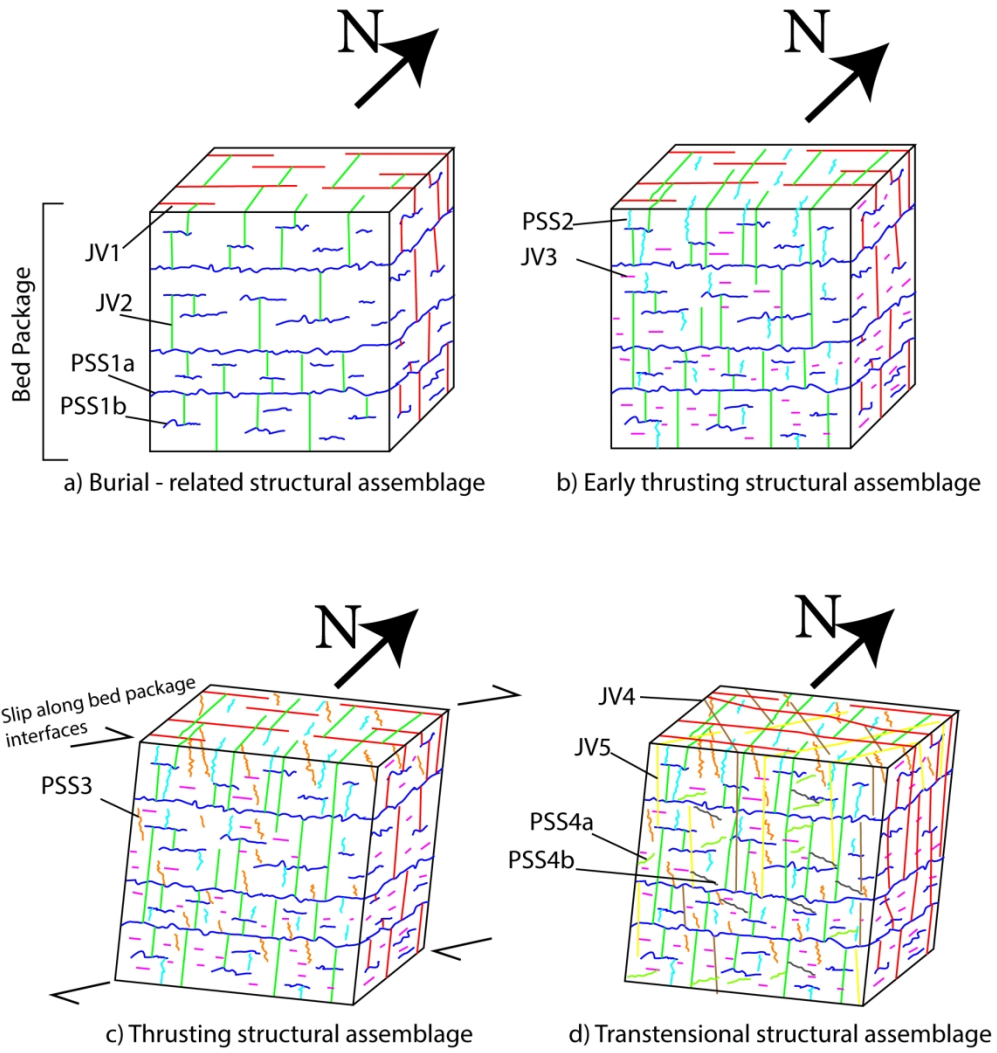 N
N
Bed Package
JV1
JV2
PSS1a
PSS1b
PSS2
JV3
a) Burial - related structural assemblage
b) Early thrusting structural assemblage
N
N
Slip along bed package
interfaces
PSS3
JV4
JV5
PSS4a
PSS4b
c) Thrusting structural assemblage
d) Transtensional structural assemblage